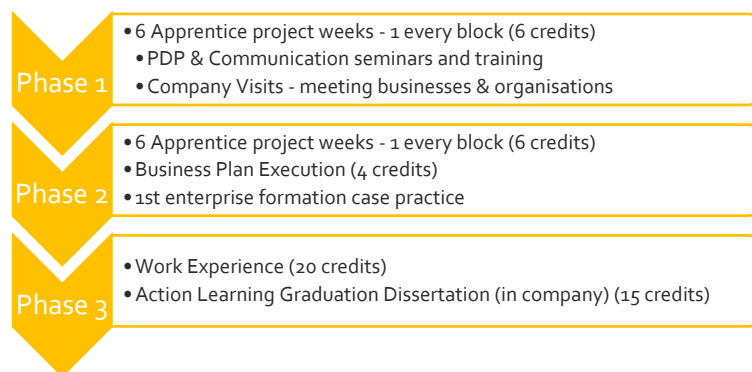 Phase 1
•6 Apprentice project weeks - 1 every block (6 credits)
•PDP & Communication seminars and training
•Company Visits - meeting businesses & organisations
Phase 2
•6 Apprentice project weeks - 1 every block (6 credits)
•Business Plan Execution (4 credits)
•1st enterprise formation case practice
Phase 3
•Work Experience (20 credits)
•Action Learning Graduation Dissertation (in company) (15 credits)